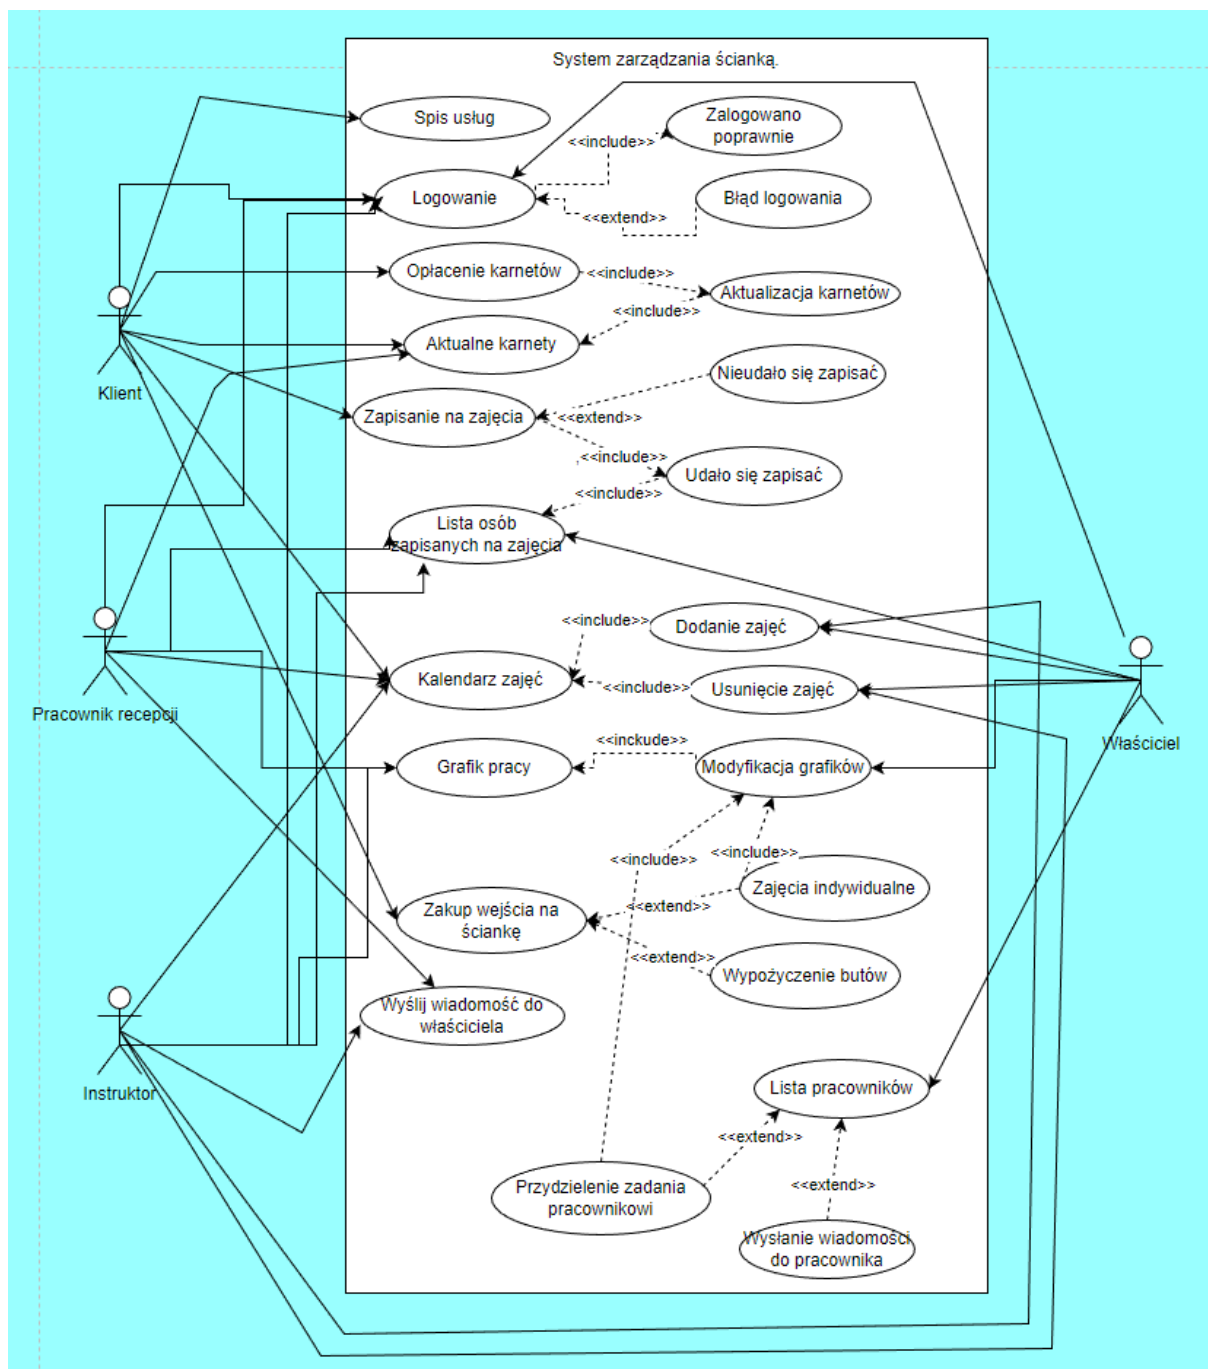 System zarządzania ścianką.
Spis usług
Zalogowano
poprawnie
<<include>>
Logowanie
Błąd logowania
<<extend>>
Opłacenie karnetów
<<include>>
Aktualizacja karnetów
<<include>>
Aktualne karnety
Nieudało się zapisać
Klient
Zapisanie na zajęcia
<<extend>>
<<include>>
Udało się zapisać
<<include>>
Lista osób
zapisanych na zajęcia
<<include>>
Dodanie zajęć
Kalendarz zajęć
<<include>>
Usunięcie zajęć
Pracownik recepcji
Właściciel
<<inckude>>
Grafik pracy
Modyfikacja grafików
<<include>>
<<include>>
Zajęcia indywidualne
<<extend>>
Zakup wejścia na
ściankę
<<extend>>
Wypożyczenie butów
Wyślij wiadomość do
właściciela
Instruktor
Lista pracowników
<<extend>>
Przydzielenie zadania
pracownikowi
<<extend>>
Wysłanie wiadomości
do pracownika